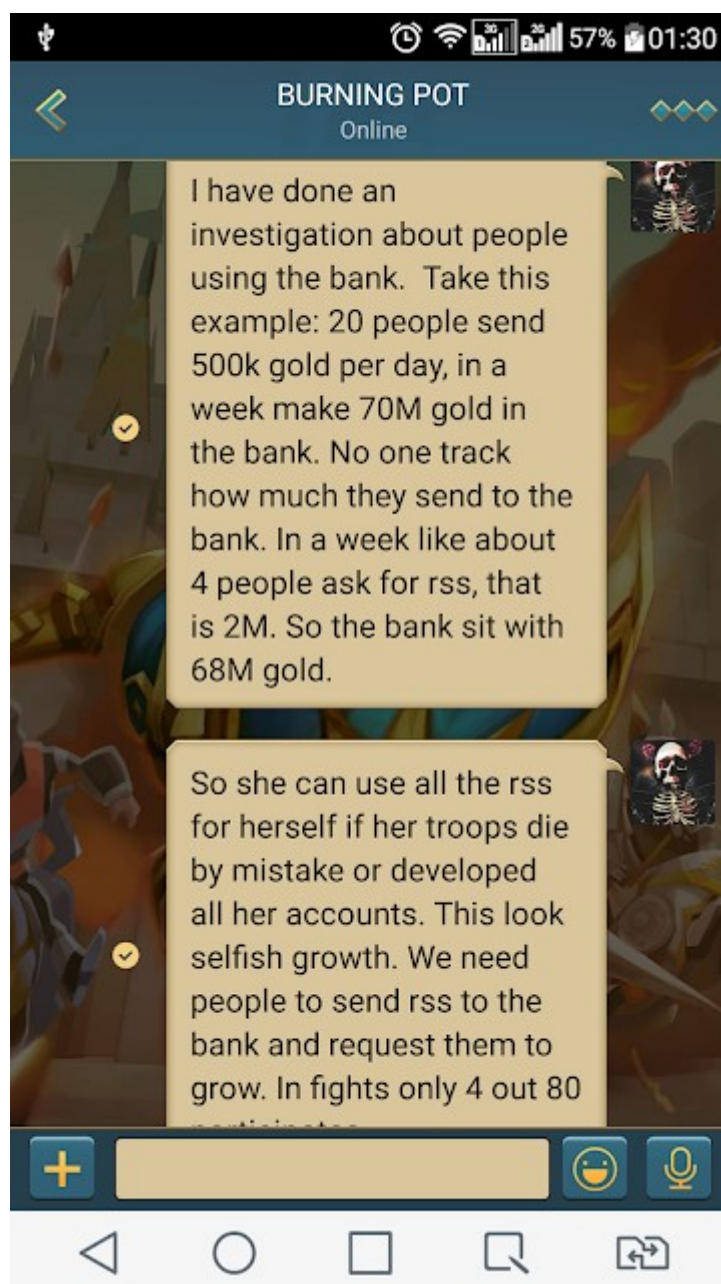 57% 01:30
BURNING POT
Online
I have done an
investigation about people
using the bank.  Take this
example: 20 people send
500k gold per day, in a
week make 70M gold in
the bank. No one track
how much they send to the
bank. In a week like about
4 people ask for rss, that
is 2M. So the bank sit with
68M gold.
So she can use all the rss
for herself if her troops die
by mistake or developed
all her accounts. This look
selfish growth. We need
people to send rss to the
bank and request them to
grow. In fights only 4 out 80